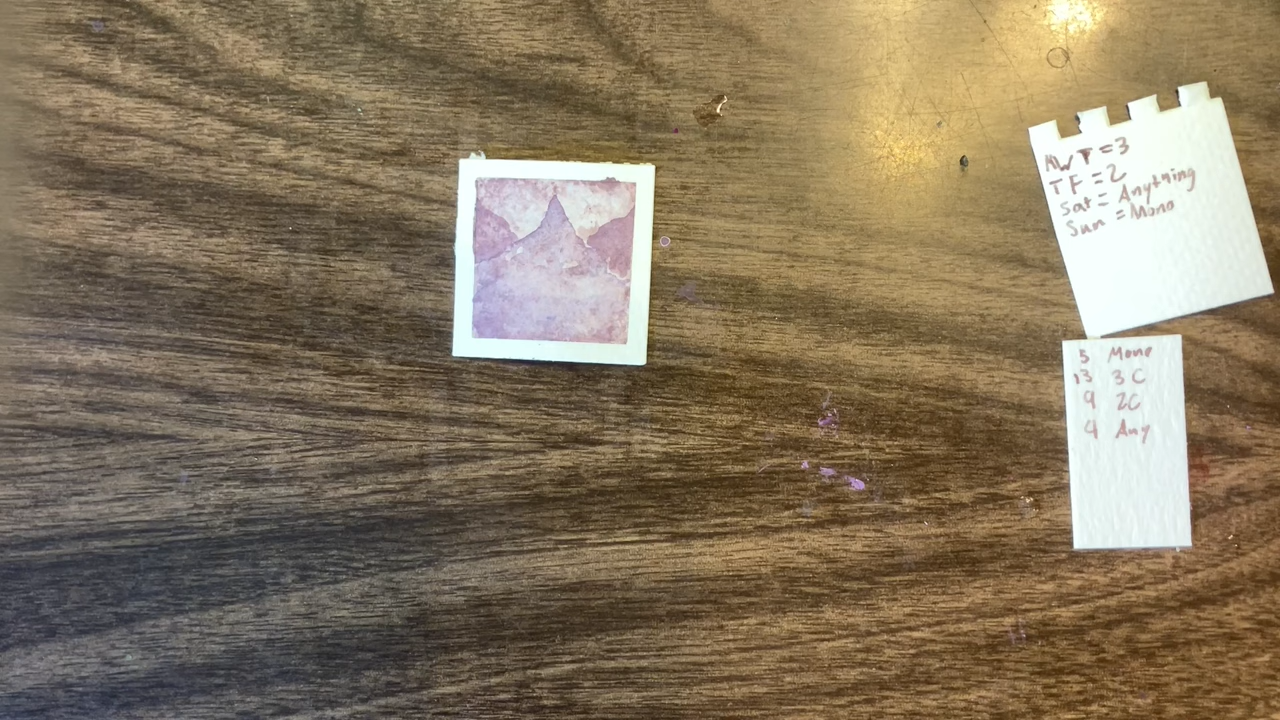 MWT=3
TF=2
Sat= Anything
Sun =Mono
5 Mono
13 3C
9 2C
4 Any